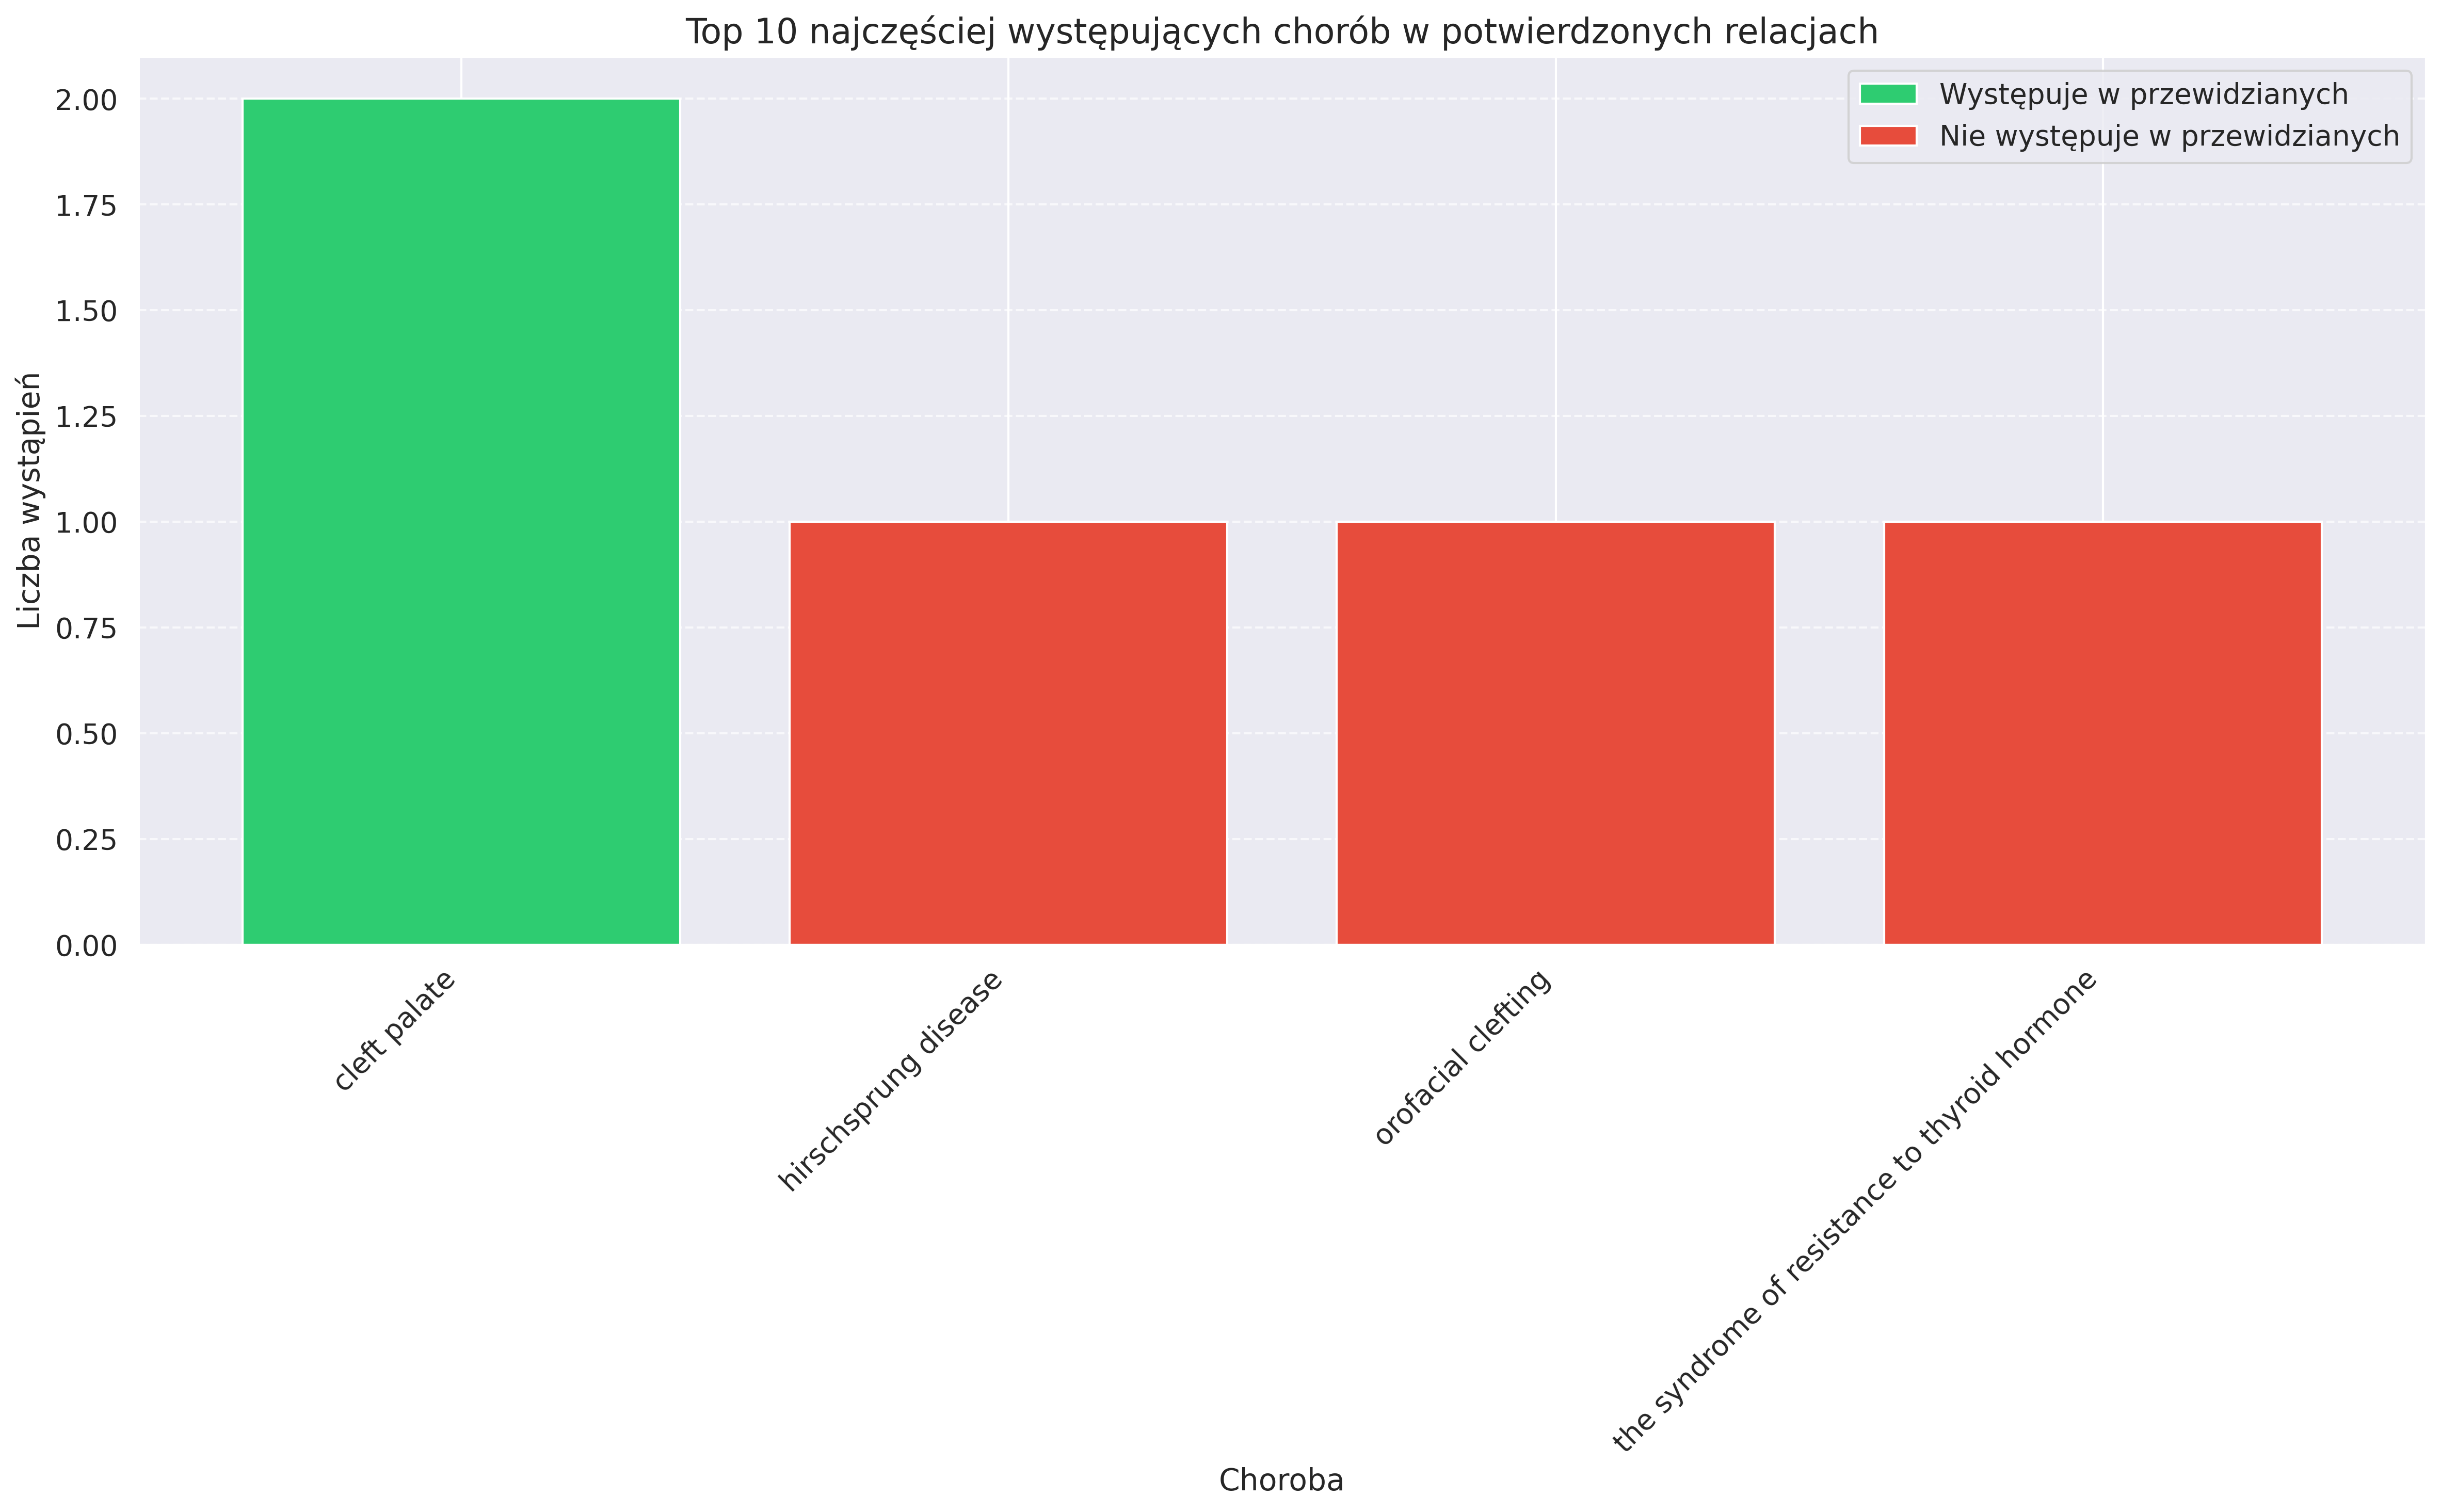 Top 10 najczęściej występujących chorób w potwierdzonych relacjach
Występuje w przewidzianych
Nie występuje w przewidzianych
Liczba wystąpień
2.00
1.75
1.50
1.25
1.00
0.75
0.50
0.25
0.00
cleft palate
hirschsprung disease
orofacial clefting
the syndrome of resistance to thyroid hormone
Choroba